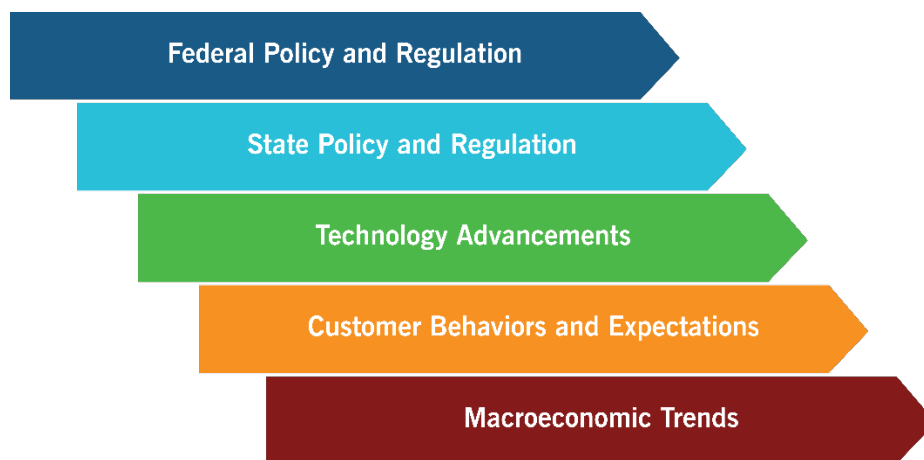 Federal Policy and Regulation
State Policy and Regulation
Technology Advancements
Customer Behaviors and Expectations
Macroeconomic Trends